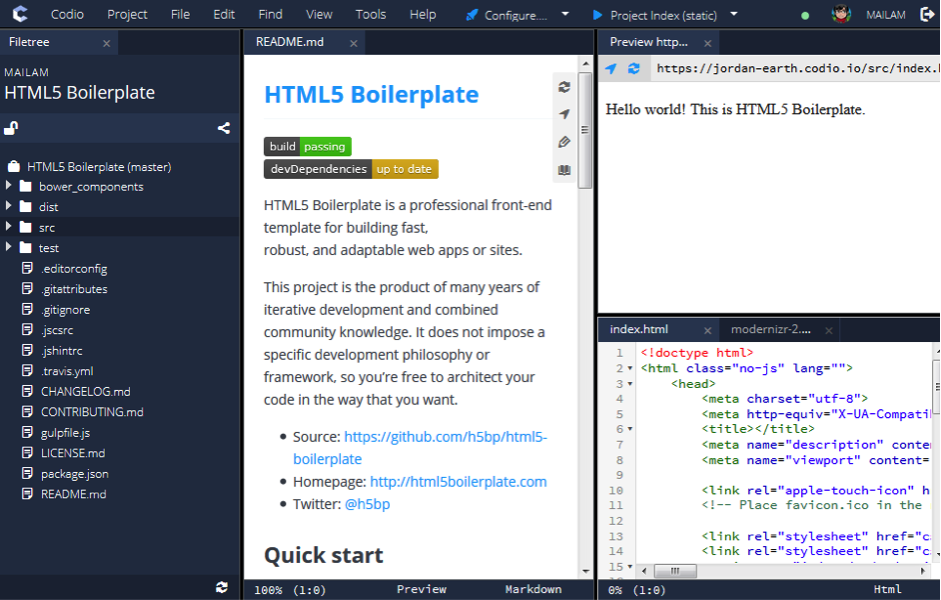 Codio Project File Edit Find View Tools Help Configure.... Project Index (static) MAILAM
Filetree
MAILAM
HTML5 Boilerplate
HTML5 Boilerplate (master)
bower_components
dist
src
test
.editorconfig
.gitattributes
.gitignore
.jscsrc
.jshintrc
.travis.yml
CHANGELOG.md
CONTRIBUTING.md
gulpfile.js
LICENSE.md
package.json
README.md
README.md
HTML5 Boilerplate
build passing
devDependencies up to date
HTML5 Boilerplate is a professional front-end
template for building fast,
robust, and adaptable web apps or sites.
This project is the product of many years of
iterative development and combined
community knowledge. It does not impose a
specific development philosophy or
framework, so you're free to architect your
code in the way that you want.
• Source: https://github.com/h5bp/html5-
boilerplate
• Homepage: http://html5boilerplate.com
• Twitter: @h5bp
Quick start
100% (1:0) Preview Markdown
Preview http...
https://jordan-earth.codio.io/src/index.h
Hello world! This is HTML5 Boilerplate.
index.html modernizr-2....
1 <!doctype html>
2 <html class="no-js" lang="">
3 <head>
4 <meta charset="utf-8">
5 <meta http-equiv="X-UA-Compatib
6 <title></title>
7 <meta name="description" conte
8 <meta name="viewport" content=
9
10 <link rel="apple-touch-icon" h
11 <!-- Place favicon.ico in the
12
13 <link rel="stylesheet" href="c
14 <link rel="stylesheet" href="c
15
0% (1:0) Html